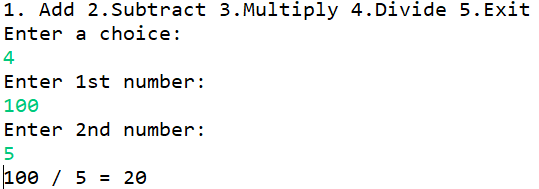 1. Add 2.Subtract 3.Multiply 4.Divide 5.Exit
Enter a choice:
4
Enter 1st number:
100
Enter 2nd number:
5
100 / 5 = 20